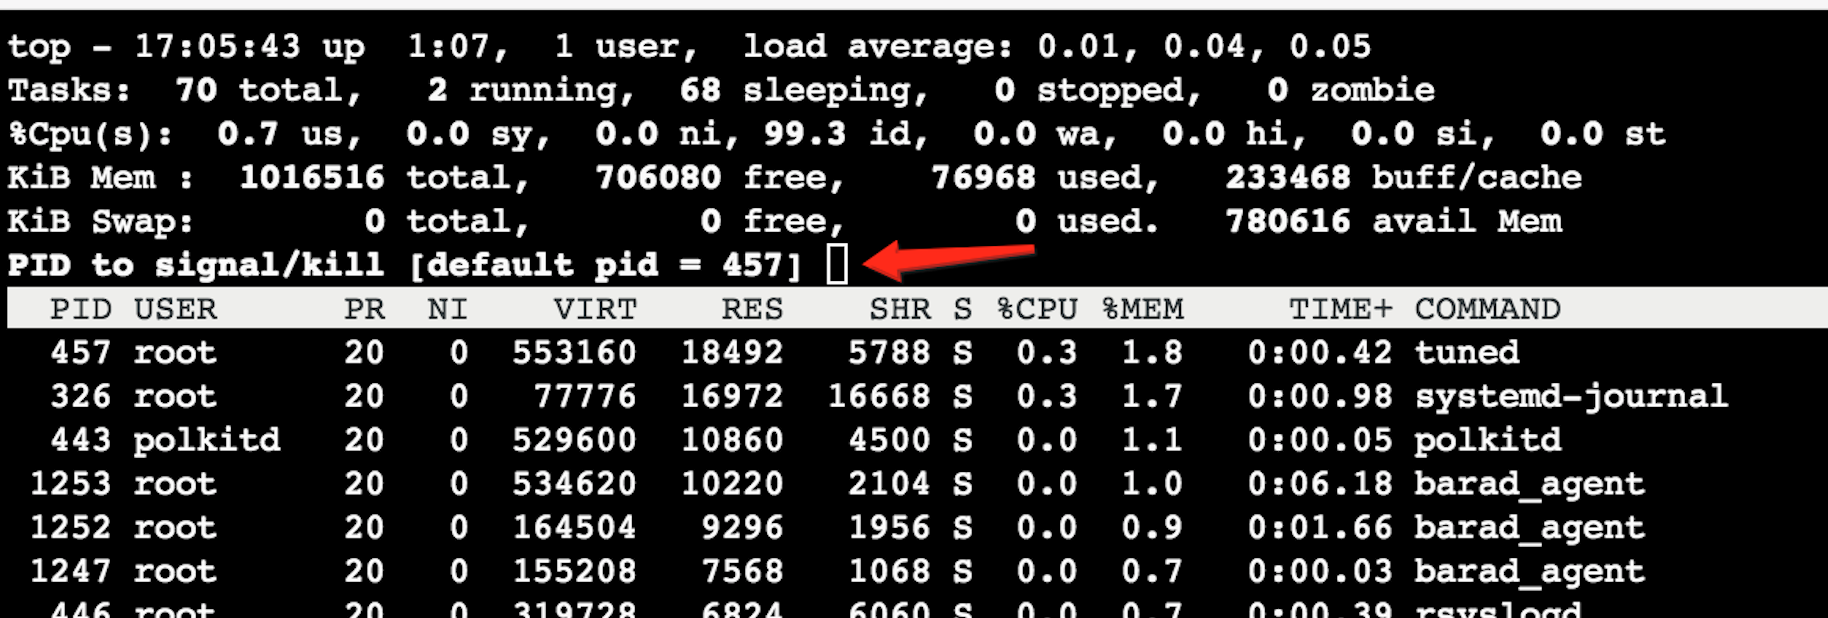 top - 17:05:43 up  1:07,  1 user,  load average: 0.01, 0.04, 0.05
Tasks:  70 total,   2 running,  68 sleeping,   0 stopped,   0 zombie
%Cpu(s):  0.7 us,  0.0 sy,  0.0 ni, 99.3 id,  0.0 wa,  0.0 hi,  0.0 si,  0.0 st
KiB Mem :  1016516 total,   706080 free,    76968 used,   233468 buff/cache
KiB Swap:        0 total,        0 free,        0 used.   780616 avail Mem
PID to signal/kill [default pid = 457]
  PID USER      PR  NI    VIRT    RES    SHR S %CPU %MEM     TIME+ COMMAND
  457 root      20   0  553160  18492   5788 S  0.3  1.8   0:00.42 tuned
  326 root      20   0   77776  16972  16668 S  0.3  1.7   0:00.98 systemd-journal
  443 polkitd   20   0  529600  10860   4500 S  0.0  1.1   0:00.05 polkitd
 1253 root      20   0  534620  10220   2104 S  0.0  1.0   0:06.18 barad_agent
 1252 root      20   0  164504   9296   1956 S  0.0  0.9   0:01.66 barad_agent
 1247 root      20   0  155208   7568   1068 S  0.0  0.7   0:00.03 barad_agent
  446 root      20   0  319728   6824   6060 S  0.0  0.7   0:00.39 rsyslogd